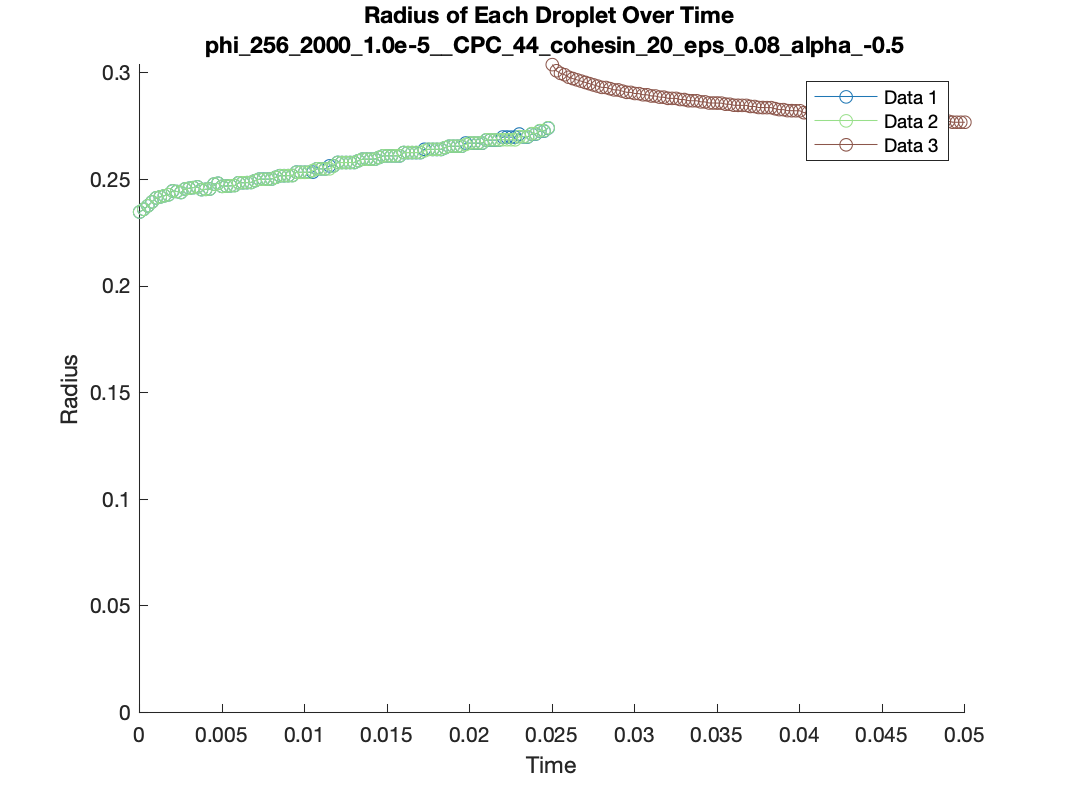 Radius of Each Droplet Over Time
phi_256_2000_1.0e-5__CPC_44_cohesin_20_eps_0.08_alpha_-0.5
0.3
0.25
0.2
0.15
0.1
0.05
0
Radius
Data 1
Data 2
Data 3
0 0.005 0.01 0.015 0.02 0.025 0.03 0.035 0.04 0.045 0.05
Time